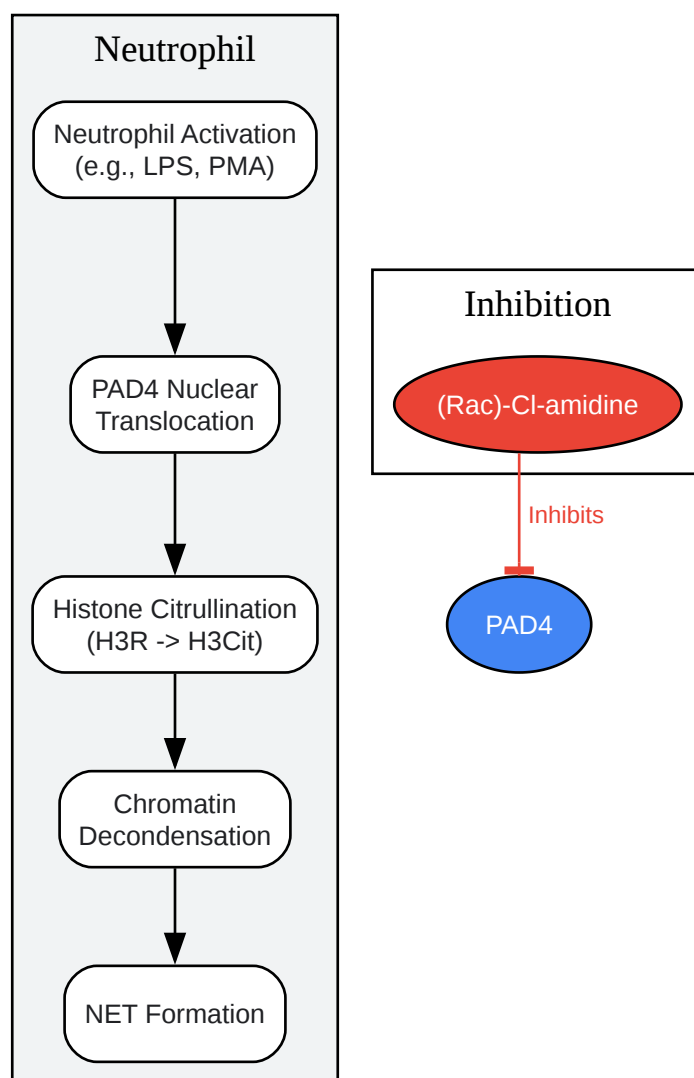 Neutrophil
Neutrophil Activation
(e.g., LPS, PMA)
PAD4 Nuclear
Translocation
Histone Citrullination
(H3R -> H3Cit)
Chromatin
Decondensation
NET Formation
Inhibition
(Rac)-Cl-amidine
Inhibits
PAD4